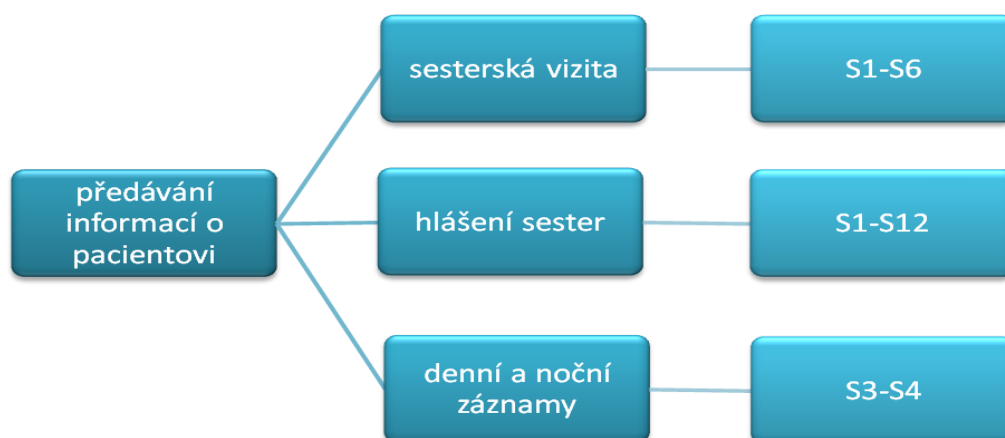 předávání
informací o
pacientovi
sesterská vizita
S1-S6
hlášení sester
S1-S12
denní a noční
záznamy
S3-S4